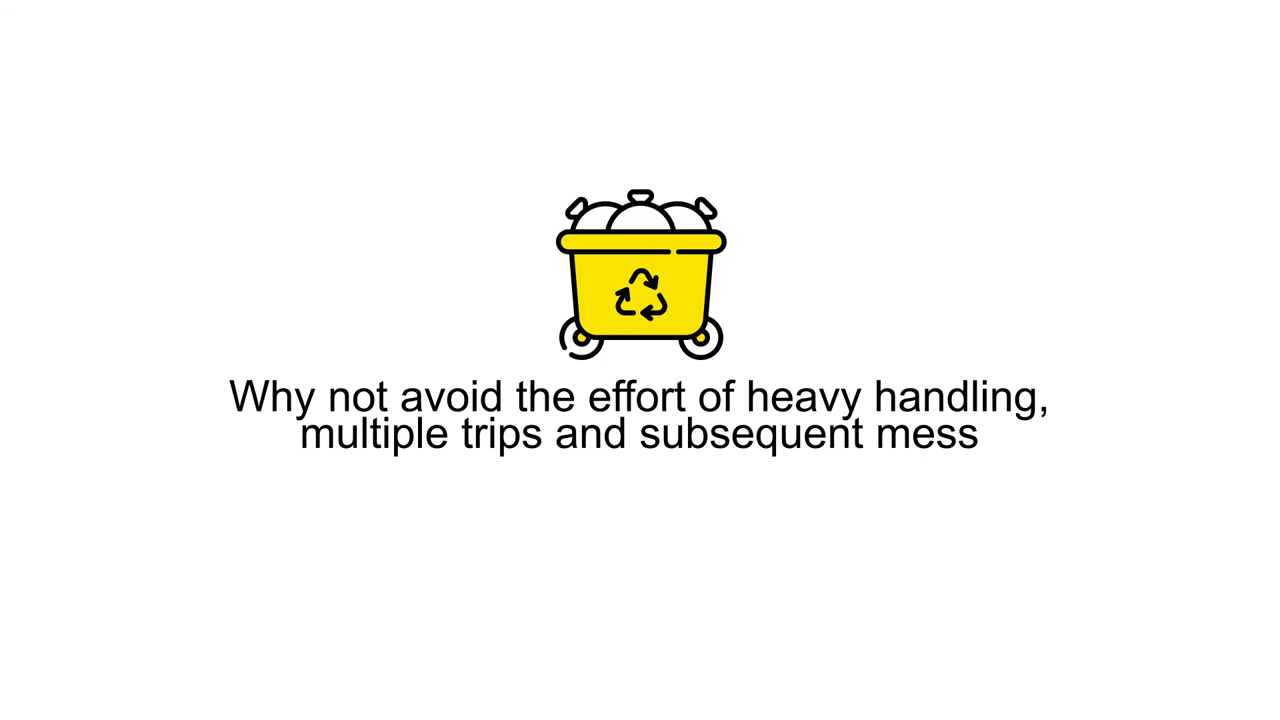 Why not avoid the effort of heavy handling,
multiple trips and subsequent mess